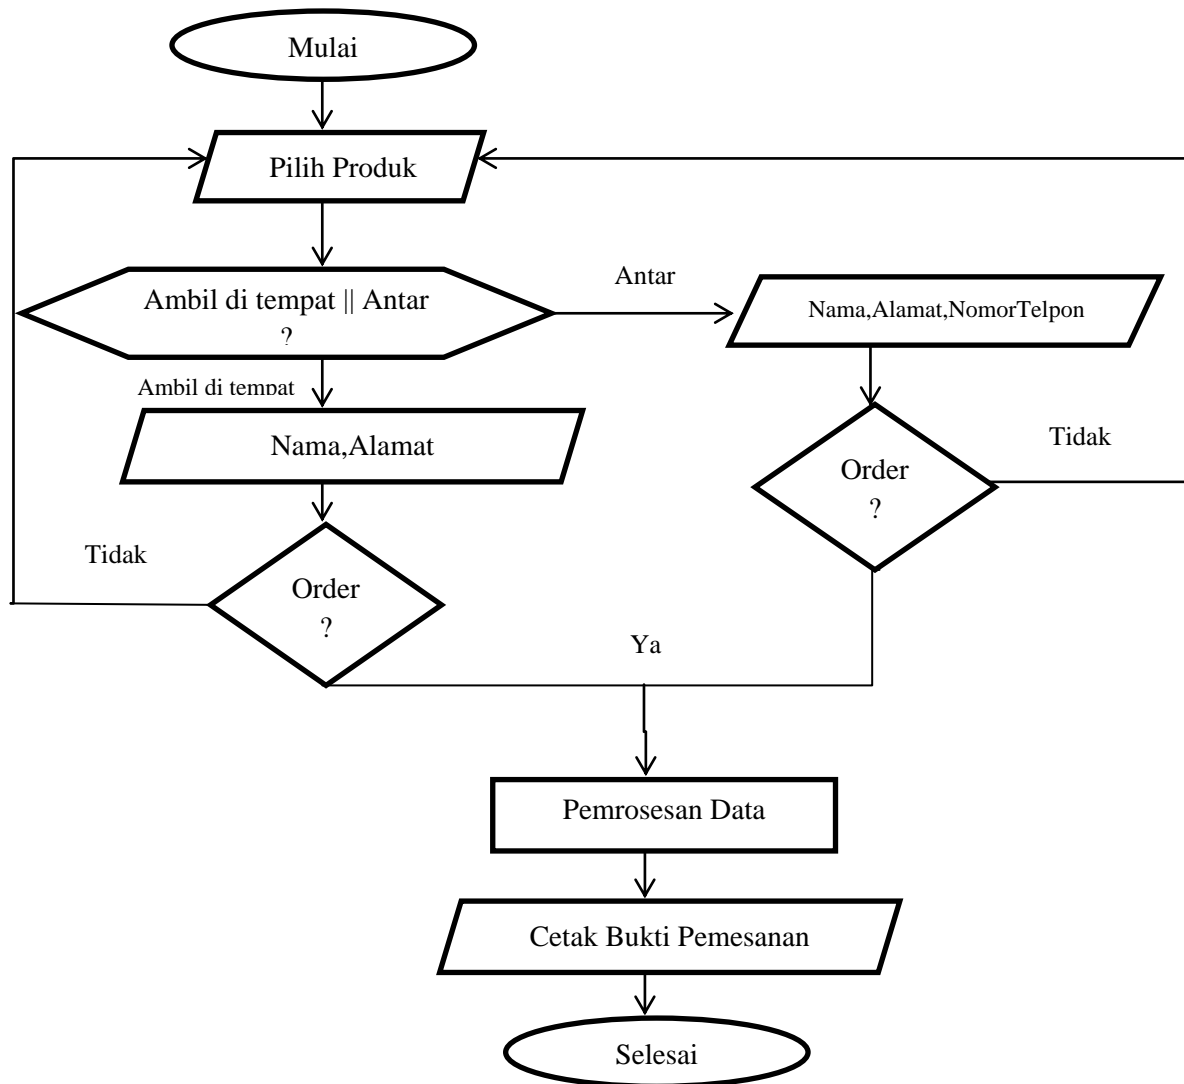 Mulai
Pilih Produk
Antar
Ambil di tempat || Antar
?
Nama,Alamat,NomorTelpon
Ambil di tempat
Nama,Alamat
Tidak
Order
?
Tidak
Order
?
Ya
Pemrosesan Data
Cetak Bukti Pemesanan
Selesai